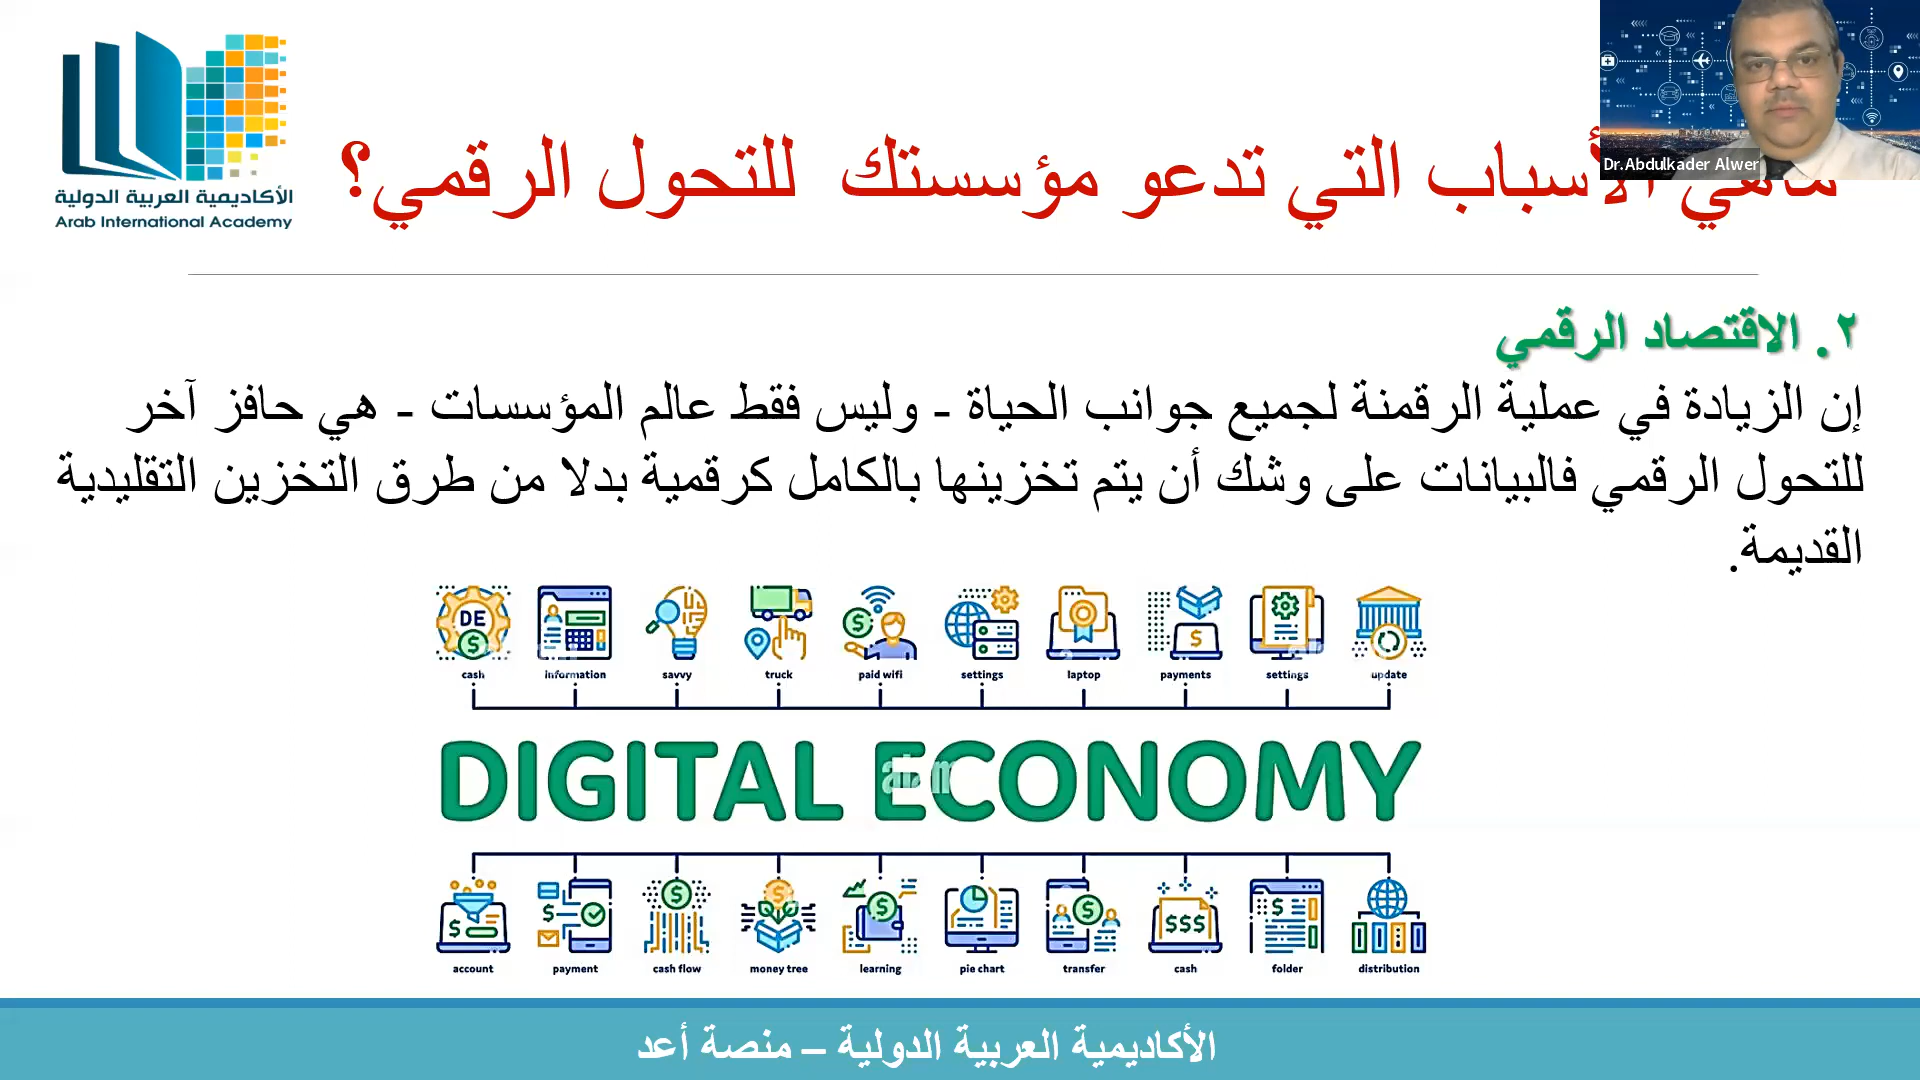 الأكاديمية العربية الدولية
Arab International Academy
Dr.Abdulkader Alwer
ماهي الأسباب التي تدعو مؤسستك للتحول الرقمي؟
٢. الاقتصاد الرقمي
إن الزيادة في عملية الرقمنة لجميع جوانب الحياة - وليس فقط عالم المؤسسات - هي حافز آخر
للتحول الرقمي فالبيانات على وشك أن يتم تخزينها بالكامل كرقمية بدلا من طرق التخزين التقليدية
القديمة.
DE
cash information savvy truck paid wifi settings laptop payments settings update
DIGITAL ECONOMY
account payment cash flow money tree learning pie chart transfer cash folder distribution
الأكاديمية العربية الدولية – منصة أعد